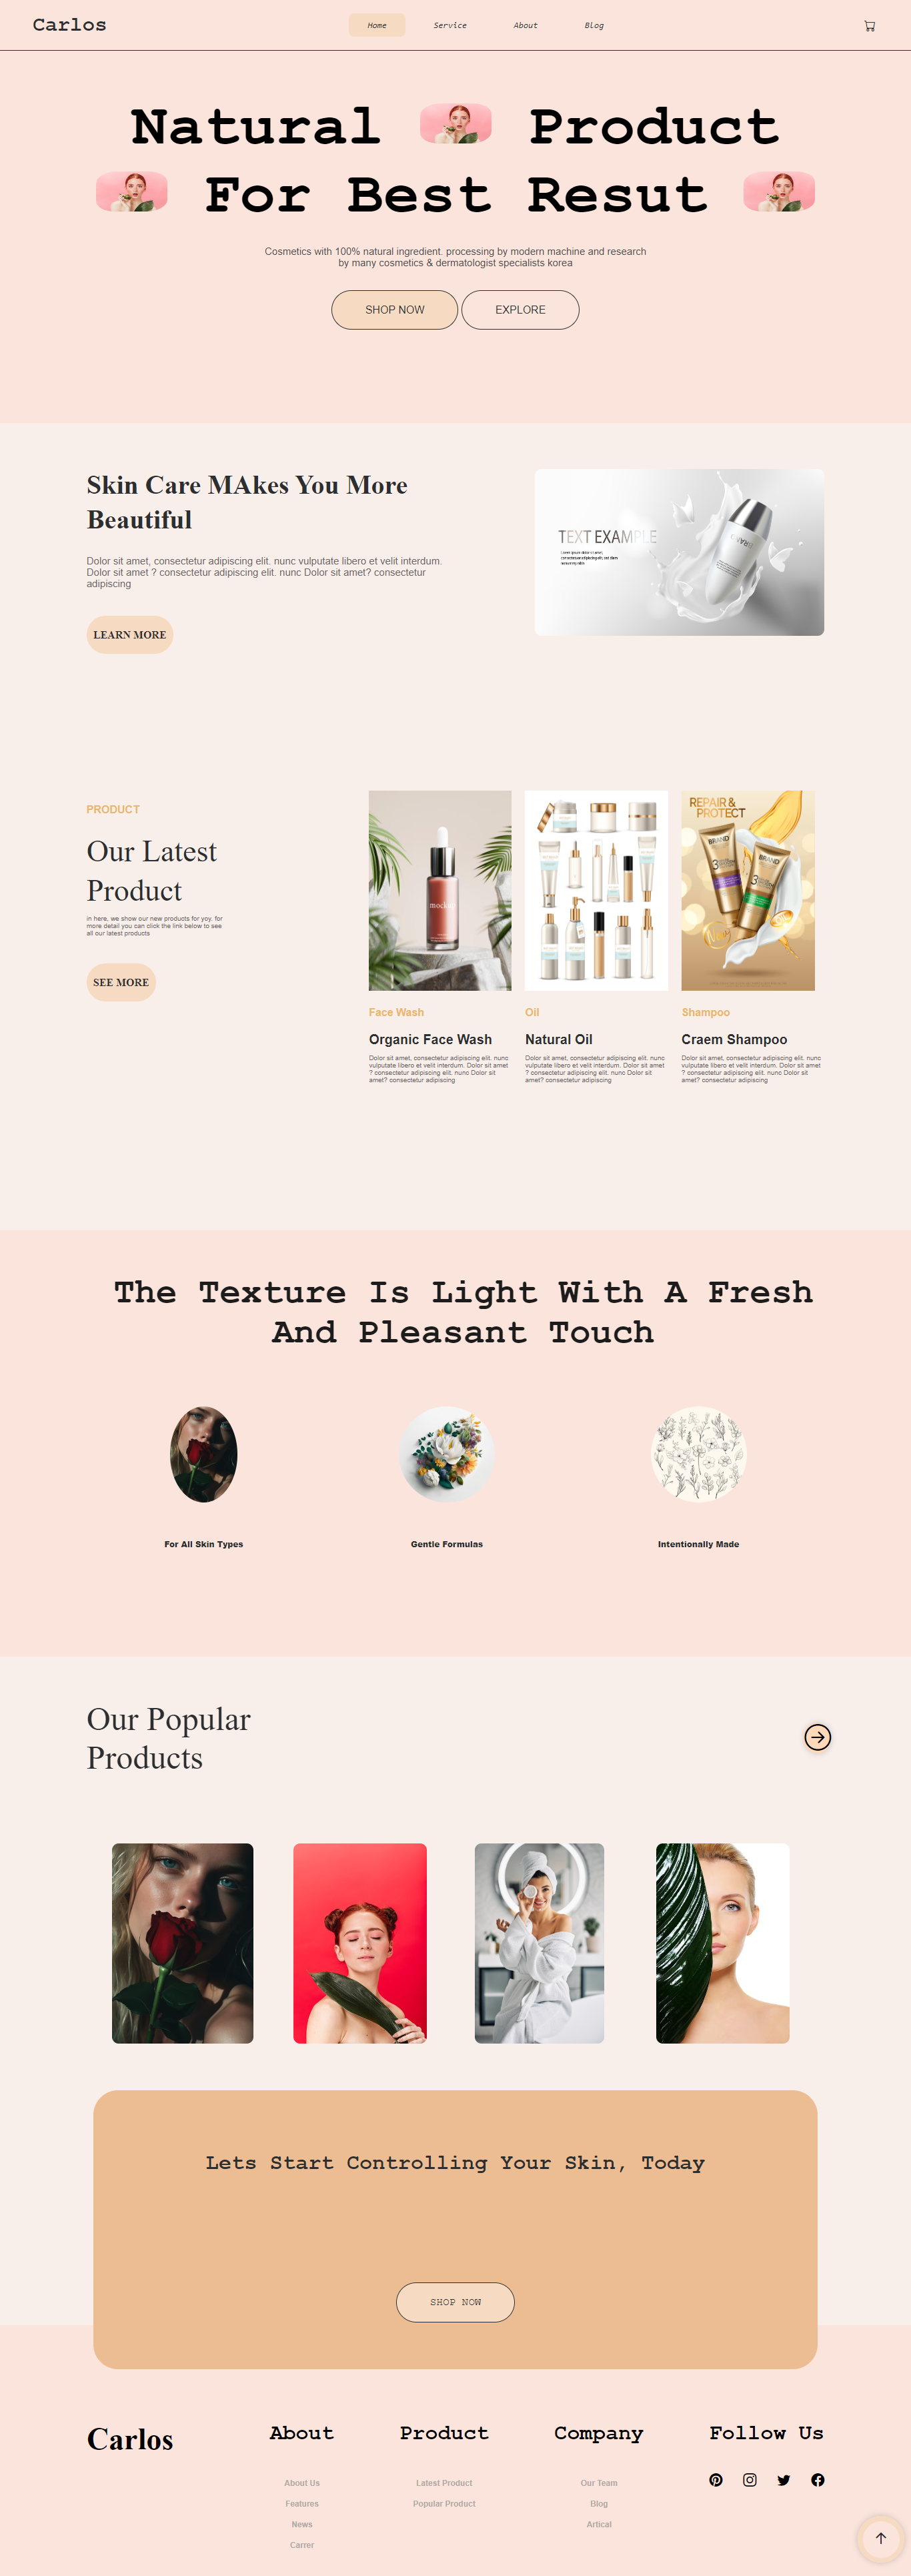 Carlos
Home Service About Blog
Natural Product
For Best Resut
Cosmetics with 100% natural ingredient. processing by modern machine and research
by many cosmetics & dermatologist specialists korea
SHOP NOW EXPLORE
Skin Care MAkes You More
Beautiful
Dolor sit amet, consectetur adipiscing elit. nunc vulputate libero et velit interdum.
Dolor sit amet ? consectetur adipiscing elit. nunc Dolor sit amet? consectetur
adipiscing
LEARN MORE
TEXT EXAMPLE
BRAND
PRODUCT
Our Latest
Product
in here, we show our new products for yoy. for
more detail you can click the link below to see
all our latest products
SEE MORE
REPAIR &
PROTECT
BRAND
BRAND
3
3
Face Wash
Organic Face Wash
Dolor sit amet, consectetur adipiscing elit. nunc
vulputate libero et velit interdum. Dolor sit amet
? consectetur adipiscing elit. nunc Dolor sit
amet? consectetur adipiscing
Oil
Natural Oil
Dolor sit amet, consectetur adipiscing elit. nunc
vulputate libero et velit interdum. Dolor sit amet
? consectetur adipiscing elit. nunc Dolor sit
amet? consectetur adipiscing
Shampoo
Craem Shampoo
Dolor sit amet, consectetur adipiscing elit. nunc
vulputate libero et velit interdum. Dolor sit amet
? consectetur adipiscing elit. nunc Dolor sit
amet? consectetur adipiscing
The Texture Is Light With A Fresh
And Pleasant Touch
For All Skin Types
Gentle Formulas
Intentionally Made
Our Popular
Products
Lets Start Controlling Your Skin, Today
SHOP NOW
Carlos
About
About Us
Features
News
Carrer
Product
Latest Product
Popular Product
Company
Our Team
Blog
Artical
Follow Us